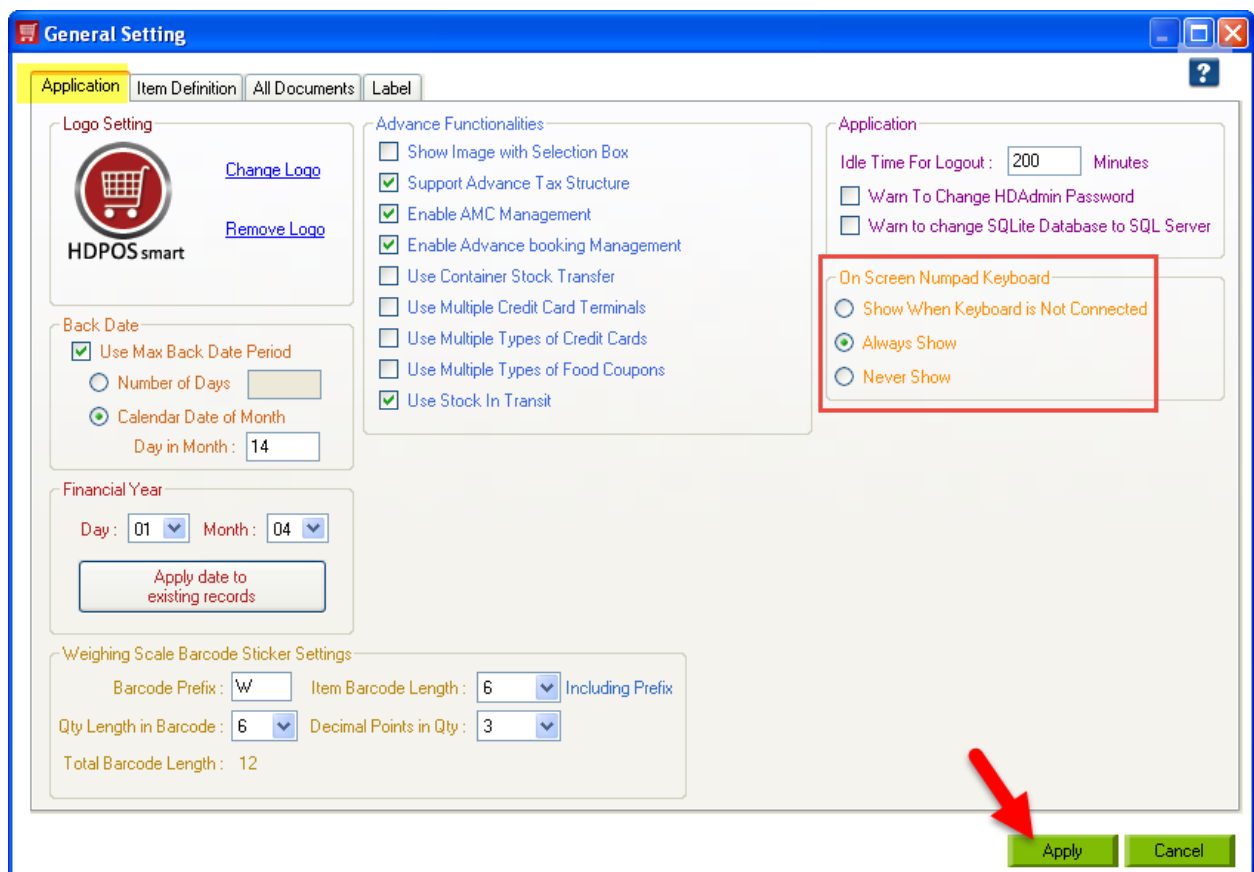 General Setting
?
Application
Item Definition
All Documents
Label
Logo Setting
HDPOS smart
Change Logo
Remove Logo
Back Date
Use Max Back Date Period
Number of Days
Calendar Date of Month
Day in Month : 14
Financial Year
Day : 01 Month : 04
Apply date to
existing records
Advance Functionalities
Show Image with Selection Box
Support Advance Tax Structure
Enable AMC Management
Enable Advance booking Management
Use Container Stock Transfer
Use Multiple Credit Card Terminals
Use Multiple Types of Credit Cards
Use Multiple Types of Food Coupons
Use Stock In Transit
Application
Idle Time For Logout : 200 Minutes
Warn To Change HDAdmin Password
Warn to change SQLite Database to SQL Server
On Screen Numpad Keyboard
Show When Keyboard is Not Connected
Always Show
Never Show
Weighing Scale Barcode Sticker Settings
Barcode Prefix : W Item Barcode Length : 6 Including Prefix
Qty Length in Barcode : 6 Decimal Points in Qty : 3
Total Barcode Length : 12
Apply
Cancel